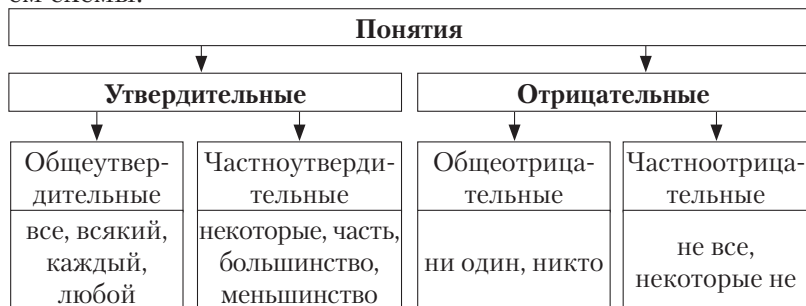 ем схемы.
Понятия
Утвердительные
Отрицательные
Общеутвер-
дительные
Частноутверди-
тельные
Общеотрица-
тельные
Частноотрица-
тельные
все, всякий,
каждый,
любой
некоторые, часть,
большинство,
меньшинство
ни один, никто
не все,
некоторые не